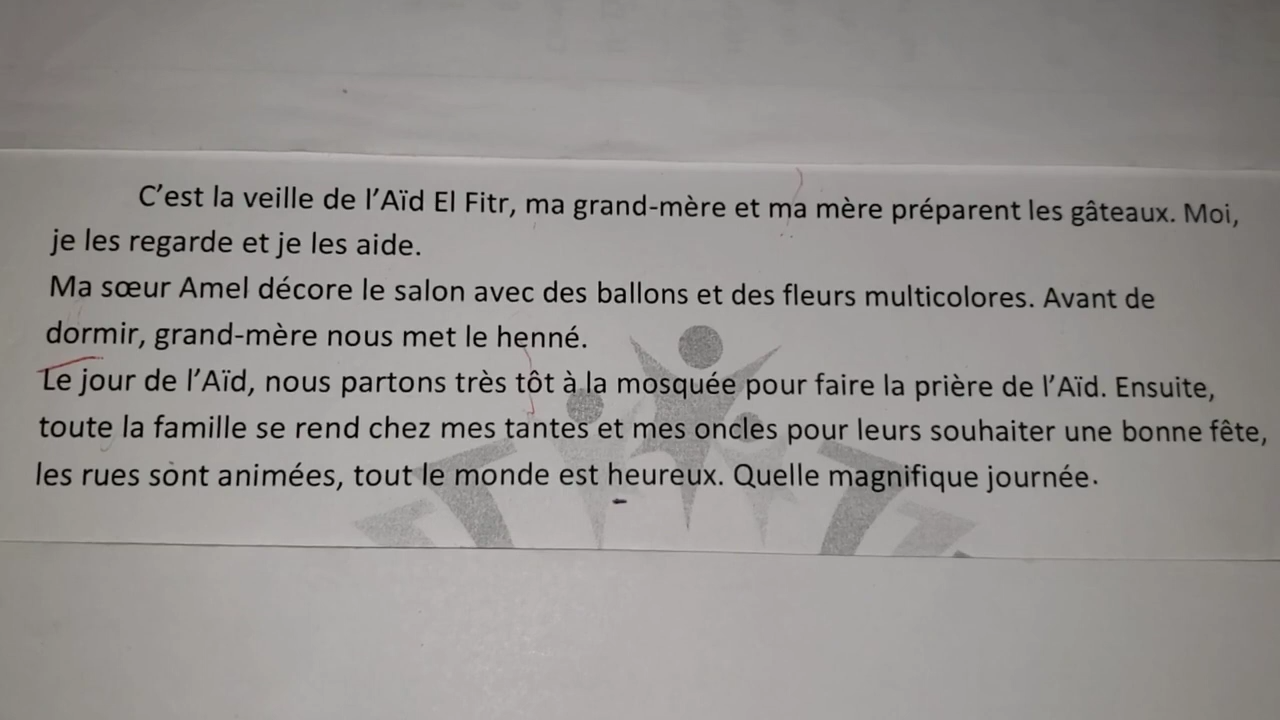 C’est la veille de l’Aïd El Fitr, ma grand-mère et ma mère préparent les gâteaux. Moi,
je les regarde et je les aide.
Ma sœur Amel décore le salon avec des ballons et des fleurs multicolores. Avant de
dormir, grand-mère nous met le henné.
Le jour de l’Aïd, nous partons très tôt à la mosquée pour faire la prière de l’Aïd. Ensuite,
toute la famille se rend chez mes tantes et mes oncles pour leurs souhaiter une bonne fête,
les rues sont animées, tout le monde est heureux. Quelle magnifique journée.